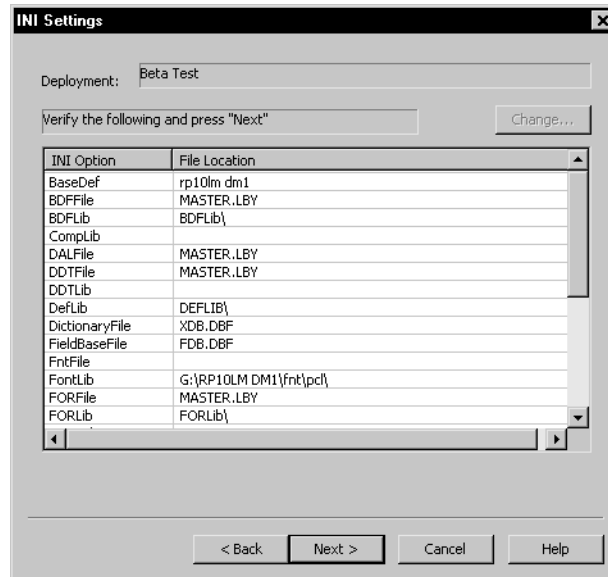 INI Settings
Deployment: Beta Test
Verify the following and press "Next" Change...
INI Option File Location
BaseDef rp10lm dm1
BDFFile MASTER.LBY
BDFLib BDFLib\
CompLib
DALFile MASTER.LBY
DDTFile MASTER.LBY
DDTLib
DefLib DEFLIB\
DictionaryFile XDB.DBF
FieldBaseFile FDB.DBF
FntFile
FontLib G:\RP10LM DM1\fnt\pcl\
FORFile MASTER.LBY
FORLib FORLib\
< Back Next > Cancel Help